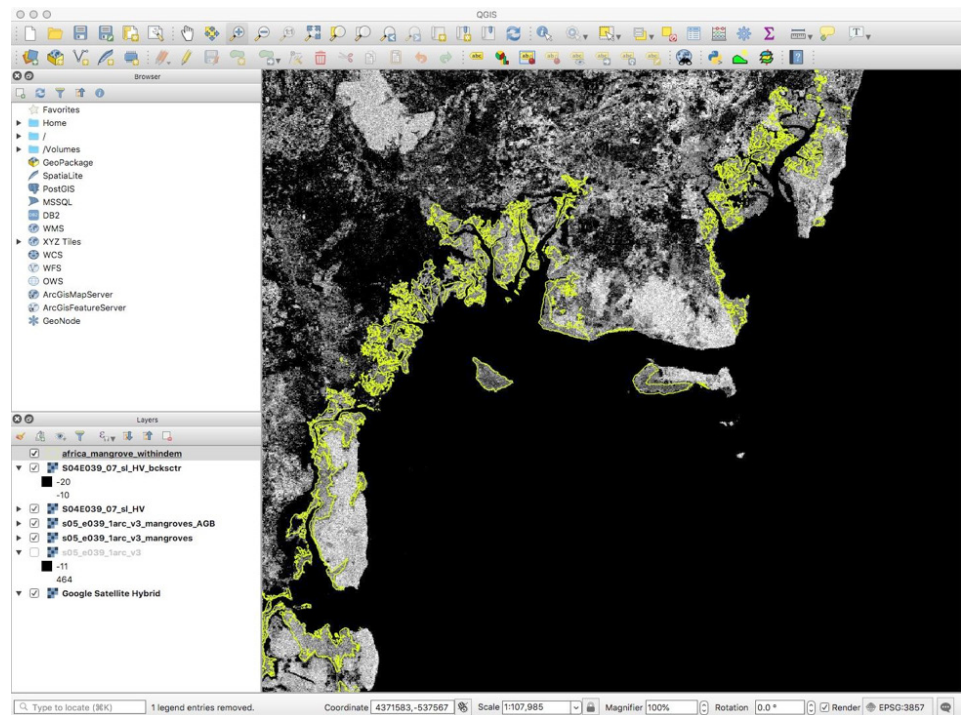 QGIS
Browser
Favorites
Home
/
/Volumes
GeoPackage
SpatiaLite
PostGIS
MSSQL
DB2
WMS
XYZ Tiles
WCS
WFS
OWS
ArcGisMapServer
ArcGisFeatureServer
GeoNode
Layers
africa_mangrove_withindem
S04E039_07_sl_HV_bcksctr
-20
-10
S04E039_07_sl_HV
s05_e039_1arc_v3_mangroves_AGB
s05_e039_1arc_v3_mangroves
s05_e039_1arc_v3
-11
464
Google Satellite Hybrid
Type to locate (⌘K) 1 legend entries removed. Coordinate 4371583,-537567 Scale 1:107,985 Magnifier 100% Rotation 0.0 ° Render EPSG:3857